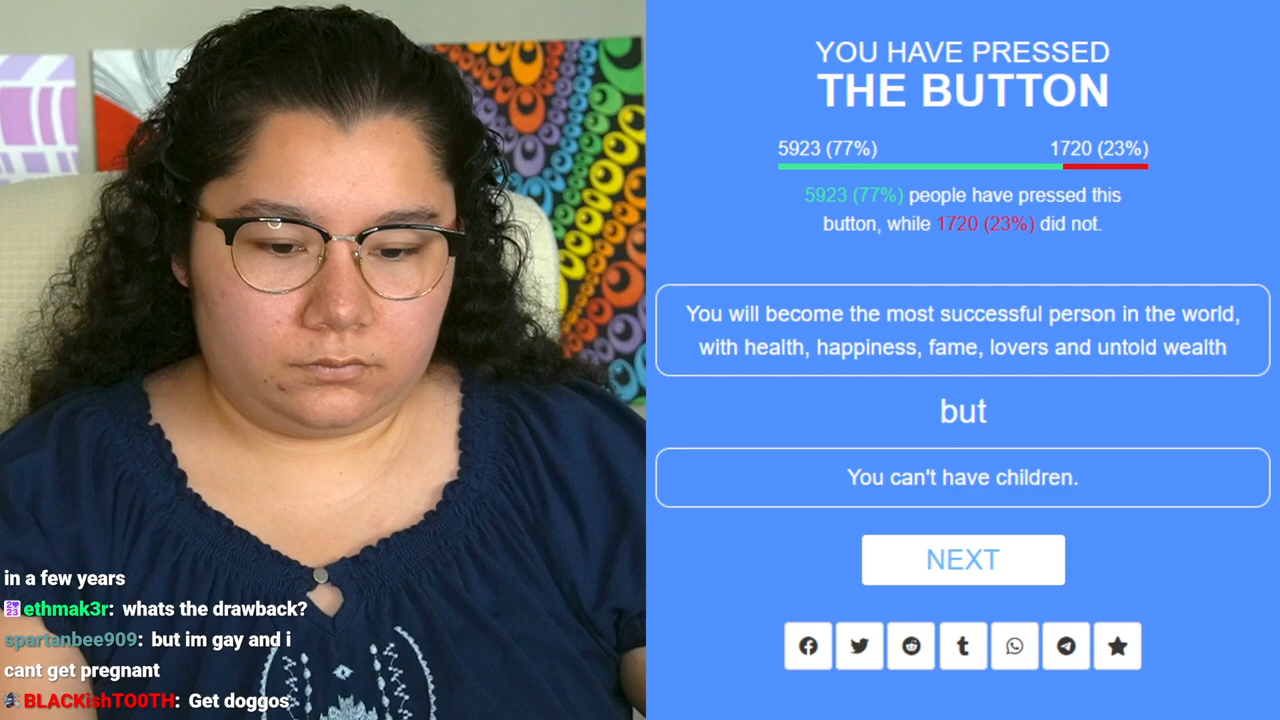 YOU HAVE PRESSED
THE BUTTON
5923 (77%) 1720 (23%)
5923 (77%) people have pressed this
button, while 1720 (23%) did not.
You will become the most successful person in the world,
with health, happiness, fame, lovers and untold wealth
but
You can't have children.
NEXT
in a few years
ethmak3r: whats the drawback?
spartanbee909: but im gay and i
cant get pregnant
BLACKishTO0TH: Get doggos